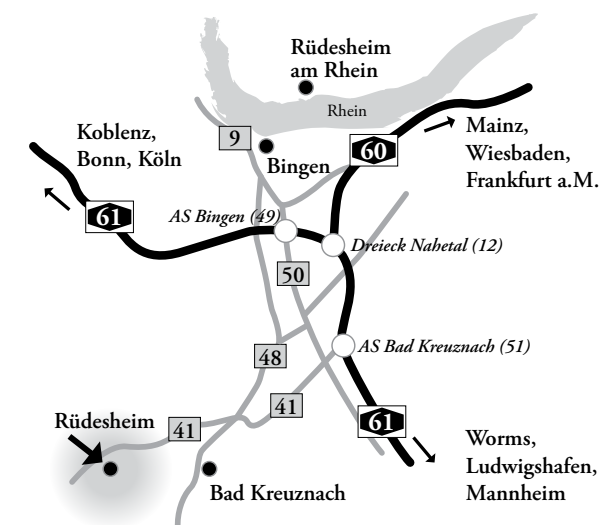 Rüdesheim
am Rhein
Rhein
9
Koblenz,
Bonn, Köln
Bingen
60
Mainz,
Wiesbaden,
Frankfurt a.M.
61
AS Bingen (49)
Dreieck Nahetal (12)
50
48
AS Bad Kreuznach (51)
41
61
Rüdesheim
41
Worms,
Ludwigshafen,
Mannheim
Bad Kreuznach